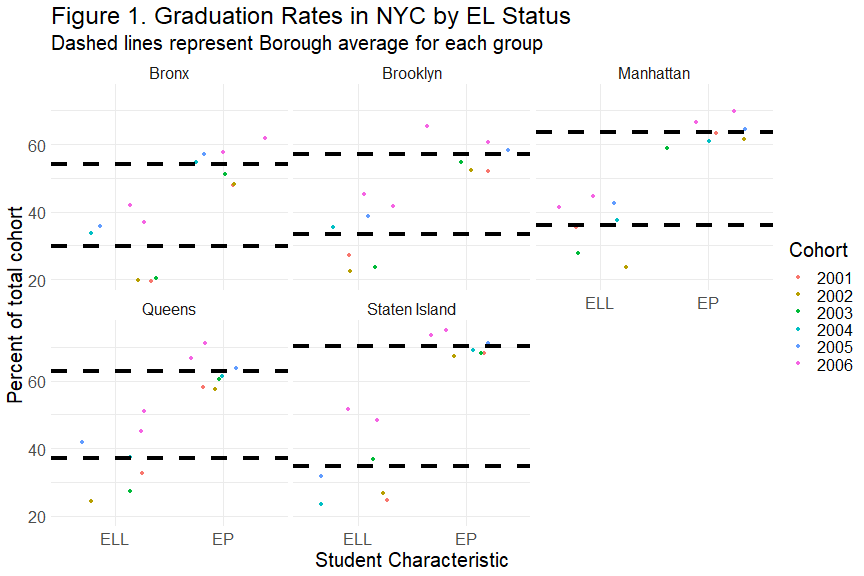 Figure 1. Graduation Rates in NYC by EL Status
Dashed lines represent Borough average for each group
Bronx
Brooklyn
Manhattan
60
40
20
ELL
EP
Queens
Staten Island
60
40
20
ELL
EP
ELL
EP
Percent of total cohort
Student Characteristic
Cohort
2001
2002
2003
2004
2005
2006